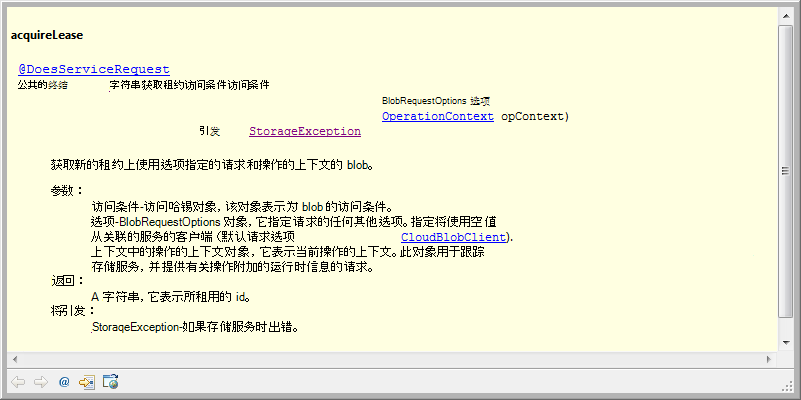 acquireLease
@DoesServiceRequest
公共的终结 字符串获取租约访问条件访问条件
BlobRequestOptions 选项
OperationContext opContext)
引发 StorageException
获取新的租约上使用选项指定的请求和操作的上下文的 blob。
参数：
访问条件-访问哈锡对象，该对象表示为 blob 的访问条件。
选项-BlobRequestOptions 对象，它指定请求的任何其他选项。指定将使用空值
从关联的服务的客户端 (默认请求选项 CloudBlobClient).
上下文中的操作的上下文对象，它表示当前操作的上下文。此对象用于跟踪
存储服务，并提供有关操作附加的运行时信息的请求。
返回：
A 字符串，它表示所租用的 id。
将引发：
StorageException-如果存储服务时出错。